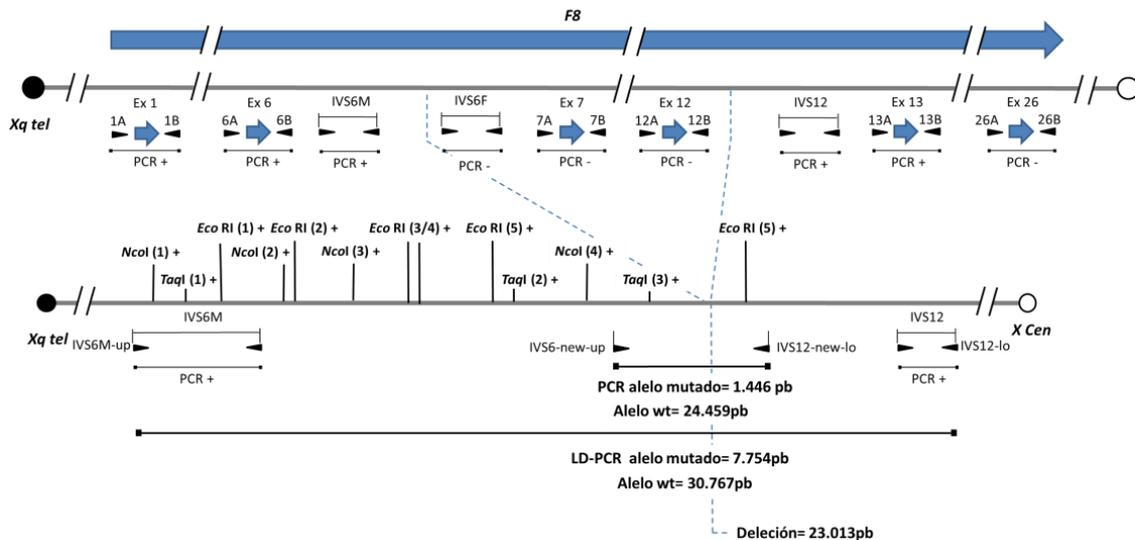 F8
Ex 1 Ex 6 IVS6M IVS6F Ex 7 Ex 12 IVS12 Ex 13 Ex 26
1A 1B 6A 6B 7A 7B 12A 12B 13A 13B 26A 26B
Xq tel
PCR + PCR + PCR + PCR - PCR - PCR - PCR + PCR + PCR -
Eco RI (1) + Eco RI (2) + Eco RI (3/4) + Eco RI (5) + Eco RI (5) +
NcoI (1) + NcoI (2) + NcoI (3) + NcoI (4) +
TaqI (1) + TaqI (2) + TaqI (3) +
IVS6M IVS12
Xq tel X Cen
IVS6M-up IVS6-new-up IVS12-new-lo IVS12-lo
PCR + PCR +
PCR alelo mutado= 1.446 pb
Alelo wt= 24.459pb
LD-PCR alelo mutado= 7.754pb
Alelo wt= 30.767pb
Deleción= 23.013pb